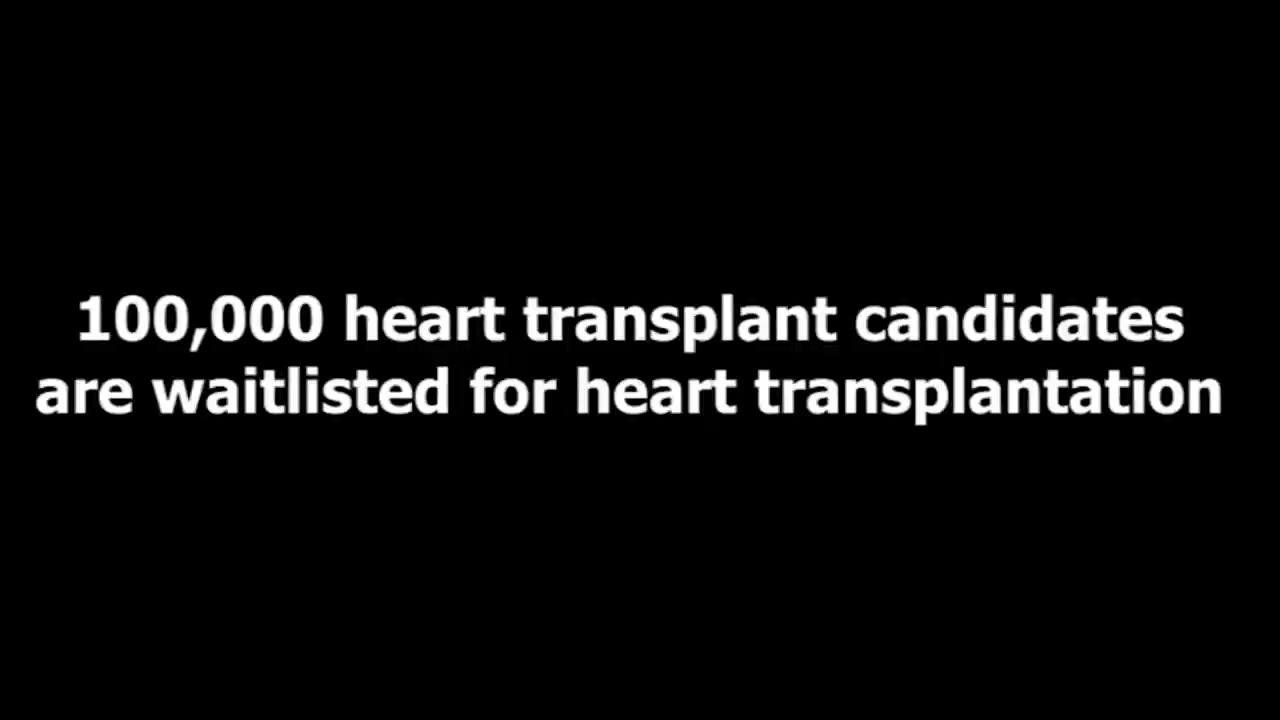 100,000 heart transplant candidates
are waitlisted for heart transplantation